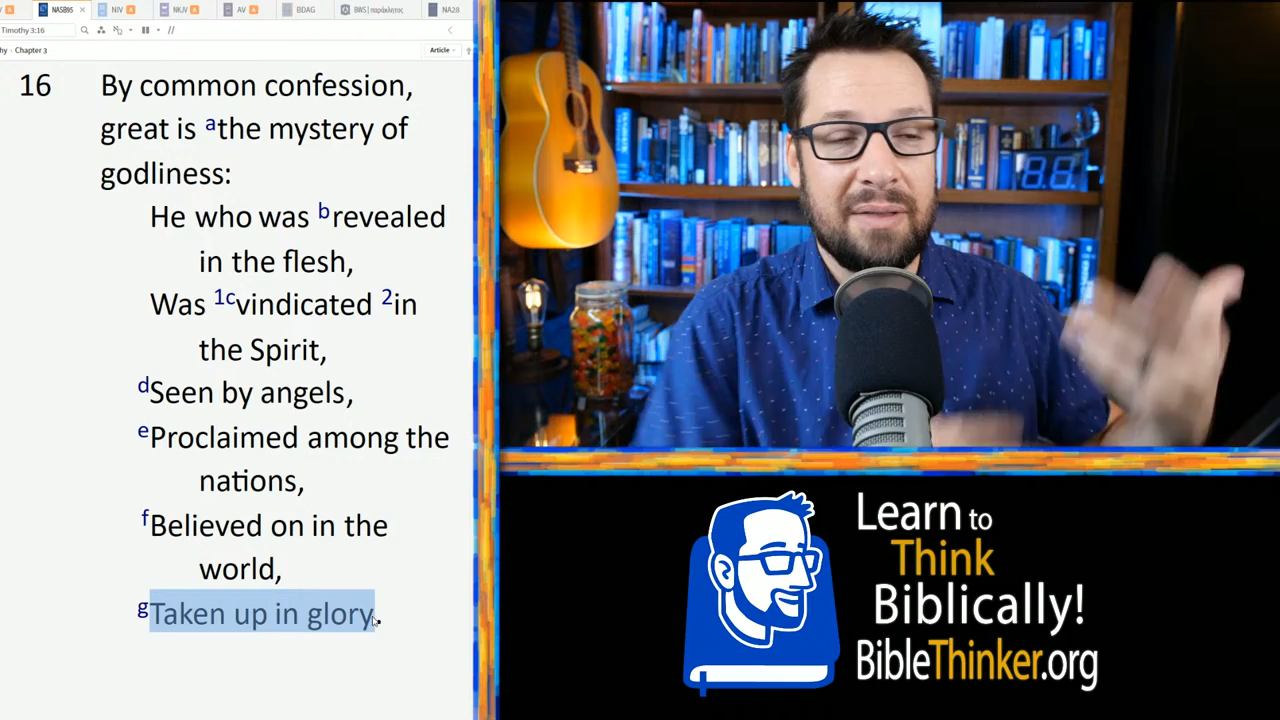 NASB95 NIV NKJV AV BDAG BWS | παράκλητος NA28
Timothy 3:16
Chapter 3
Article
16 By common confession,
great is ᵃthe mystery of
godliness:
He who was ᵇrevealed
in the flesh,
Was ¹ᶜvindicated ²in
the Spirit,
ᵈSeen by angels,
ᵉProclaimed among the
nations,
ᶠBelieved on in the
world,
ᵍTaken up in glory.
Learn to
Think
Biblically!
BibleThinker.org